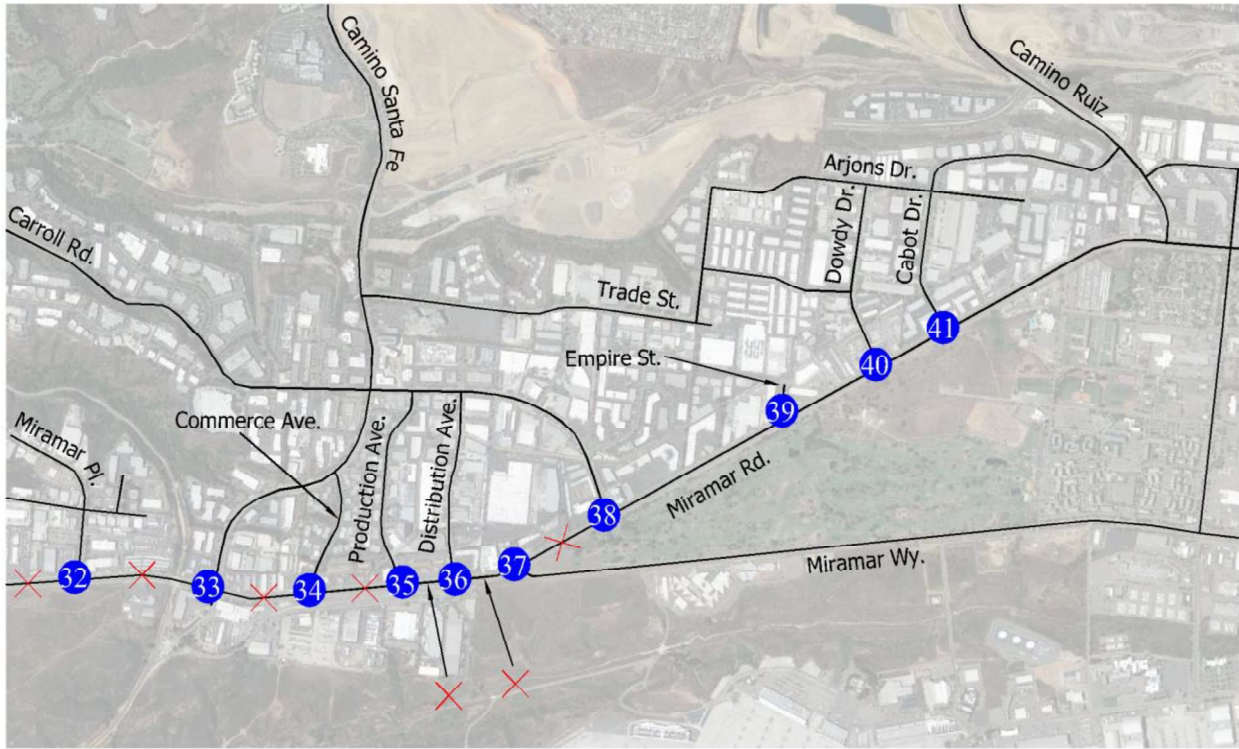 Camino Santa Fe
Camino Ruiz
Arjons Dr.
Carroll Rd.
Dowdy Dr.
Cabot Dr.
Trade St.
41
Empire St.
40
39
Commerce Ave.
Miramar Pl.
Production Ave.
Distribution Ave.
Miramar Rd.
38
37
Miramar Wy.
32
33
34
35
36